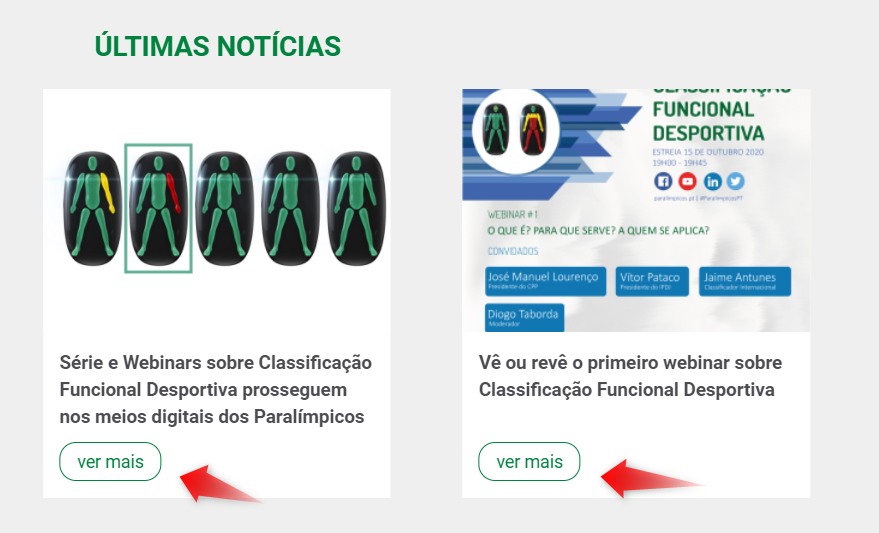 ÚLTIMAS NOTÍCIAS
CLASSIFICAÇÃO
FUNCIONAL
DESPORTIVA
ESTREIA 15 DE OUTUBRO 2020
19H00 - 19H45
paralimpicos.pt | #ParalimpicosPT
WEBINAR #1
O QUE É? PARA QUE SERVE? A QUEM SE APLICA?
CONVIDADOS
José Manuel Lourenço
Presidente do CPP
Vítor Pataco
Presidente do IPDJ
Jaime Antunes
Classificador Internacional
Diogo Taborda
Moderador
Série e Webinars sobre Classificação
Funcional Desportiva prosseguem
nos meios digitais dos Paralímpicos
ver mais
Vê ou revê o primeiro webinar sobre
Classificação Funcional Desportiva
ver mais